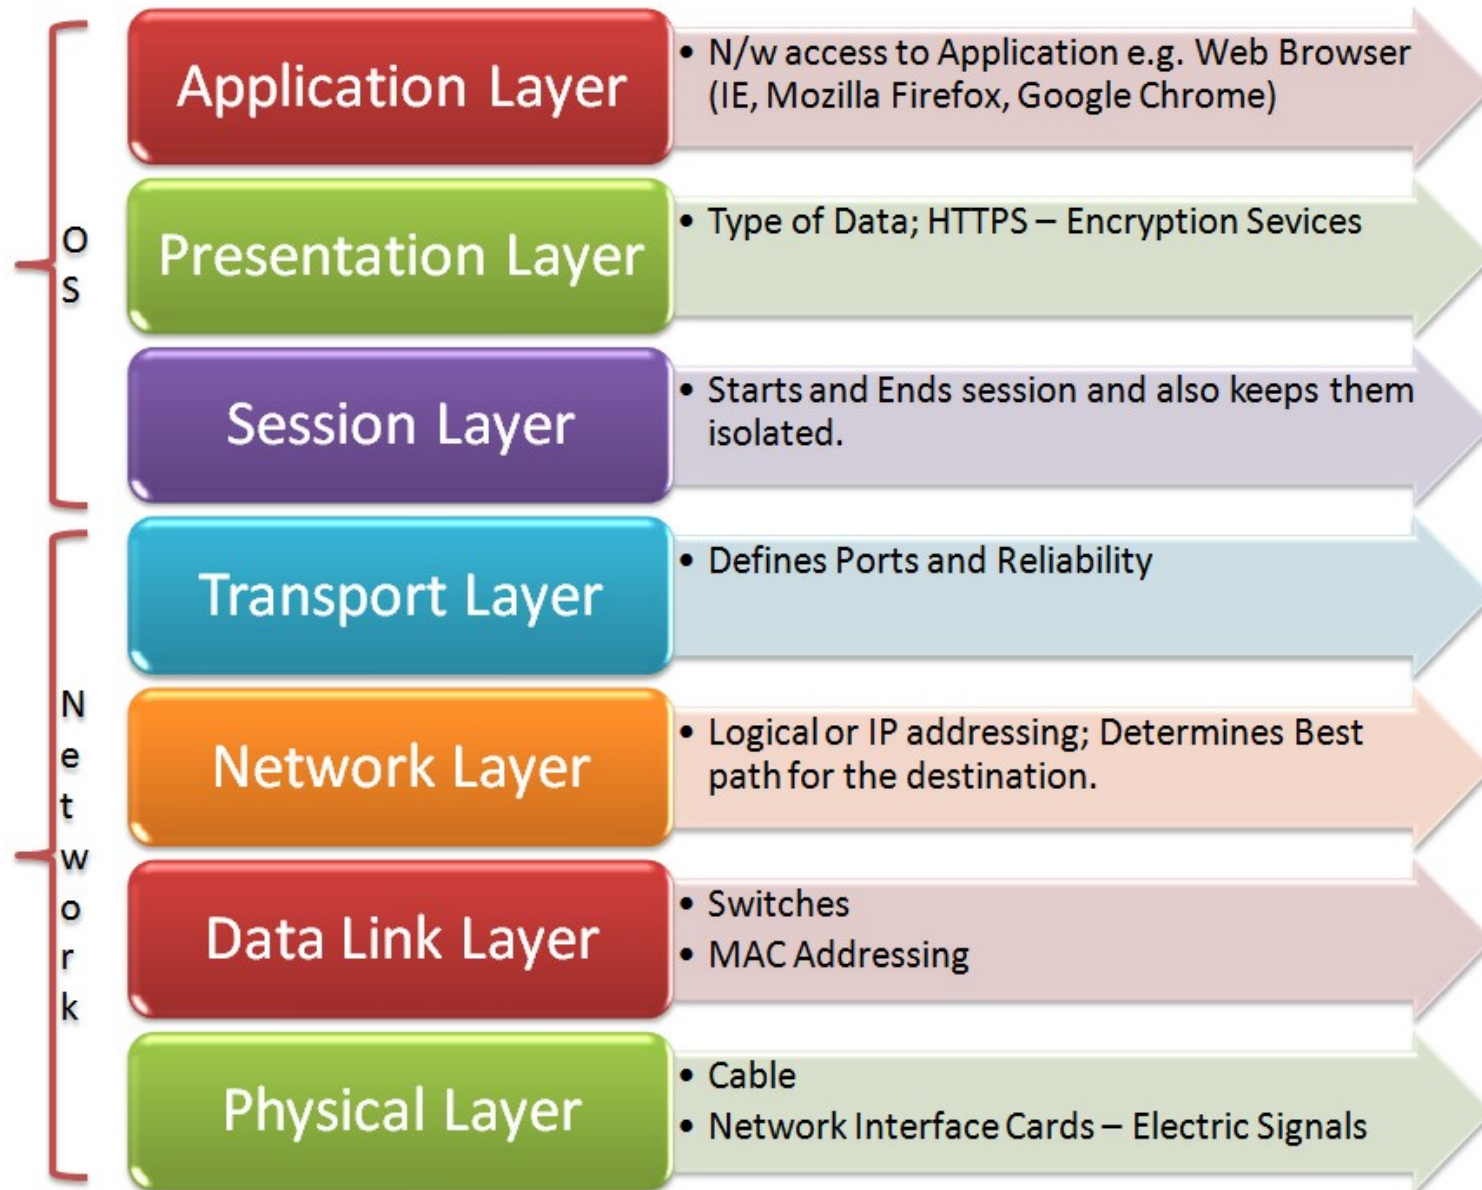 OS
Application Layer
• N/w access to Application e.g. Web Browser
(IE, Mozilla Firefox, Google Chrome)
Presentation Layer
• Type of Data; HTTPS – Encryption Sevices
Session Layer
• Starts and Ends session and also keeps them
isolated.
Network
Transport Layer
• Defines Ports and Reliability
Network Layer
• Logical or IP addressing; Determines Best
path for the destination.
Data Link Layer
• Switches
• MAC Addressing
Physical Layer
• Cable
• Network Interface Cards – Electric Signals